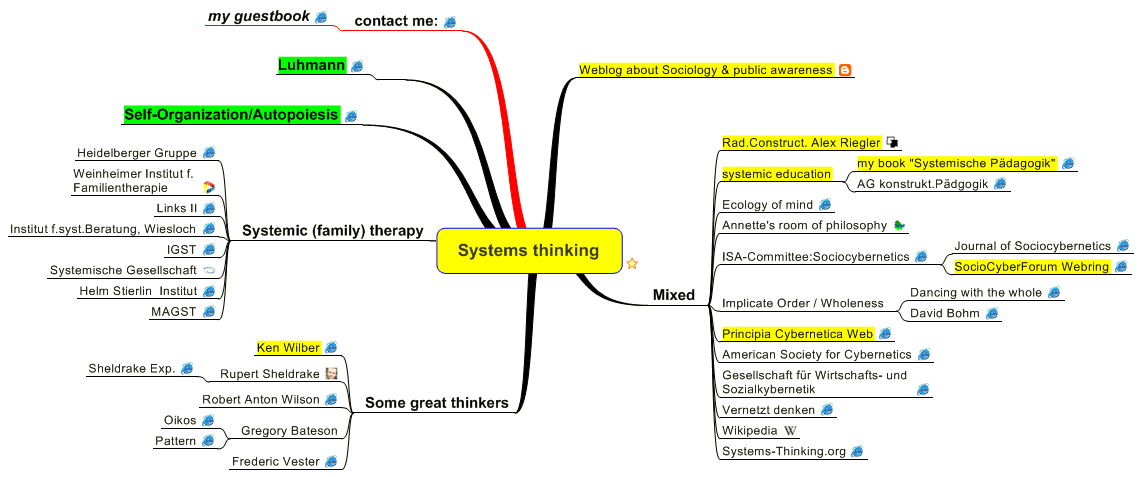 my guestbook
contact me:
Luhmann
Self-Organization/Autopoiesis
Heidelberger Gruppe
Weinheimer Institut f.
Familientherapie
Links II
Institut f.syst.Beratung, Wiesloch
IGST
Systemische Gesellschaft
Helm Stierlin Institut
MAGST
Systemic (family) therapy
Systems thinking
Ken Wilber
Sheldrake Exp.
Rupert Sheldrake
Robert Anton Wilson
Oikos
Pattern
Gregory Bateson
Frederic Vester
Some great thinkers
Weblog about Sociology & public awareness
Mixed
Rad.Construct. Alex Riegler
systemic education
my book "Systemische Pädagogik"
AG konstrukt.Pädgogik
Ecology of mind
Annette's room of philosophy
ISA-Committee:Sociocybernetics
Journal of Sociocybernetics
SocioCyberForum Webring
Implicate Order / Wholeness
Dancing with the whole
David Bohm
Principia Cybernetica Web
American Society for Cybernetics
Gesellschaft für Wirtschafts- und
Sozialkybernetik
Vernetzt denken
Wikipedia W
Systems-Thinking.org